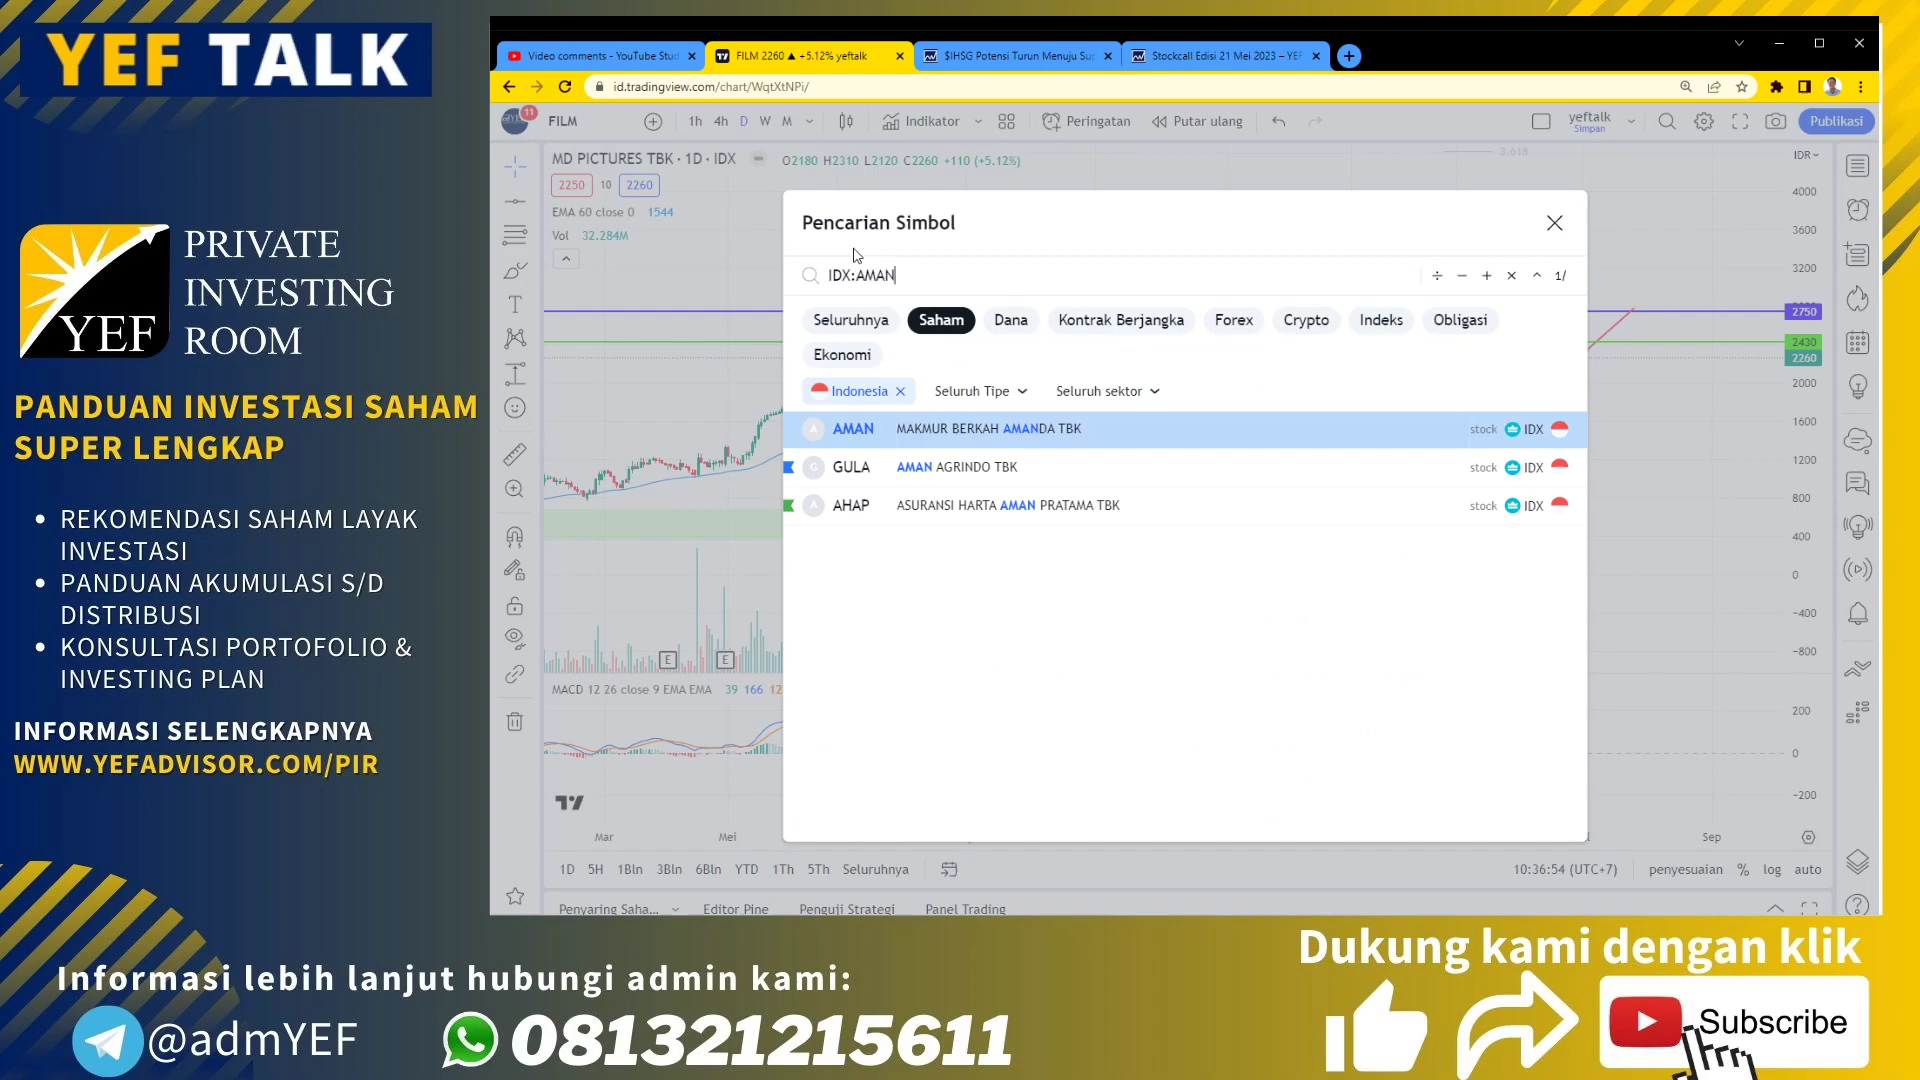 YEF TALK
YEF
PRIVATE
INVESTING
ROOM
PANDUAN INVESTASI SAHAM
SUPER LENGKAP
• REKOMENDASI SAHAM LAYAK
INVESTASI
• PANDUAN AKUMULASI S/D
DISTRIBUSI
• KONSULTASI PORTOFOLIO &
INVESTING PLAN
INFORMASI SELENGKAPNYA
WWW.YEFADVISOR.COM/PIR
Video comments - YouTube Stud
FILM 2260 ▲ +5.12% yeftalk
$IHSG Potensi Turun Menuju Sup
Stockcall Edisi 21 Mei 2023 – YEF
id.tradingview.com/chart/WqtXtNPi/
11
FILM
1h 4h D W M
Indikator
Peringatan
Putar ulang
yeftalk
Simpan
Publikasi
MD PICTURES TBK · 1D · IDX
O2180 H2310 L2120 C2260 +110 (+5.12%)
3.618
IDR
2250 10 2260
EMA 60 close 0 1544
Vol 32.284M
Pencarian Simbol
IDX:AMAN
÷ − + × ^ 1/
Seluruhnya Saham Dana Kontrak Berjangka Forex Crypto Indeks Obligasi
Ekonomi
Indonesia × Seluruh Tipe Seluruh sektor
A AMAN MAKMUR BERKAH AMANDA TBK stock IDX
G GULA AMAN AGRINDO TBK stock IDX
A AHAP ASURANSI HARTA AMAN PRATAMA TBK stock IDX
4000
3600
3200
2750
2430
2260
2000
1600
1200
800
400
0
−400
−800
200
0
−200
E E
MACD 12 26 close 9 EMA EMA 39 166 12
Mar Mei Sep
1D 5H 1Bln 3Bln 6Bln YTD 1Th 5Th Seluruhnya
10:36:54 (UTC+7) penyesuaian % log auto
Penyaring Saha... Editor Pine Penguji Strategi Panel Trading
Informasi lebih lanjut hubungi admin kami:
@admYEF
081321215611
Dukung kami dengan klik
Subscribe